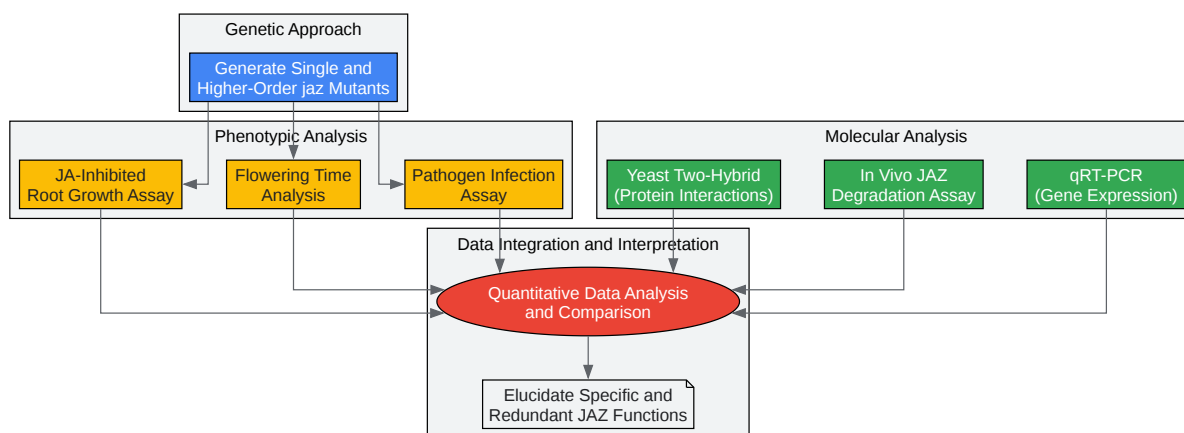 Genetic Approach
Generate Single and
Higher-Order jaz Mutants
Phenotypic Analysis
JA-Inhibited
Root Growth Assay
Flowering Time
Analysis
Pathogen Infection
Assay
Molecular Analysis
Yeast Two-Hybrid
(Protein Interactions)
In Vivo JAZ
Degradation Assay
qRT-PCR
(Gene Expression)
Data Integration and Interpretation
Quantitative Data Analysis
and Comparison
Elucidate Specific and
Redundant JAZ Functions